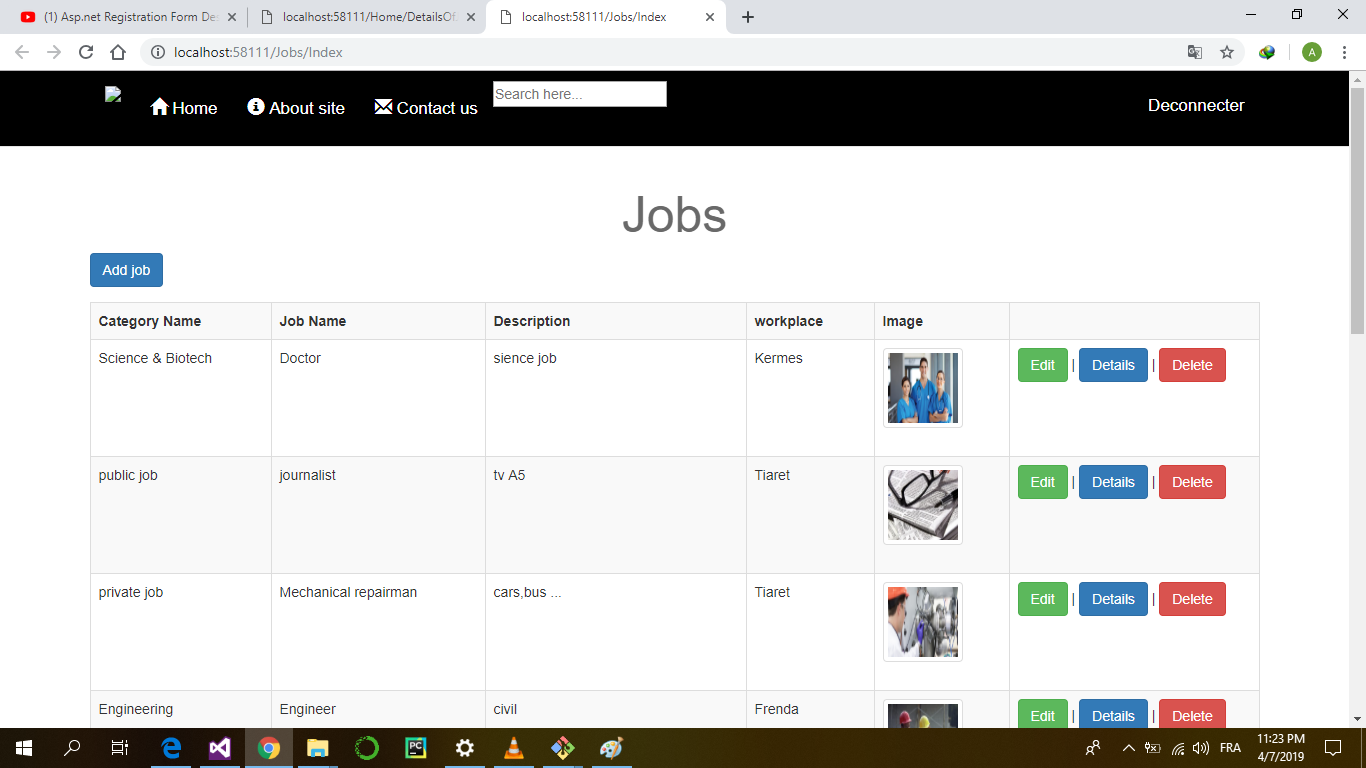 (1) Asp.net Registration Form De
localhost:58111/Home/DetailsOf
localhost:58111/Jobs/Index
localhost:58111/Jobs/Index
A
Home
About site
Contact us
Search here...
Deconnecter
Jobs
Add job
Category Name
Job Name
Description
workplace
Image
Science & Biotech
Doctor
sience job
Kermes
Edit | Details | Delete
public job
journalist
tv A5
Tiaret
Edit | Details | Delete
private job
Mechanical repairman
cars,bus ...
Tiaret
Edit | Details | Delete
Engineering
Engineer
civil
Frenda
Edit | Details | Delete
PC
FRA
11:23 PM
4/7/2019